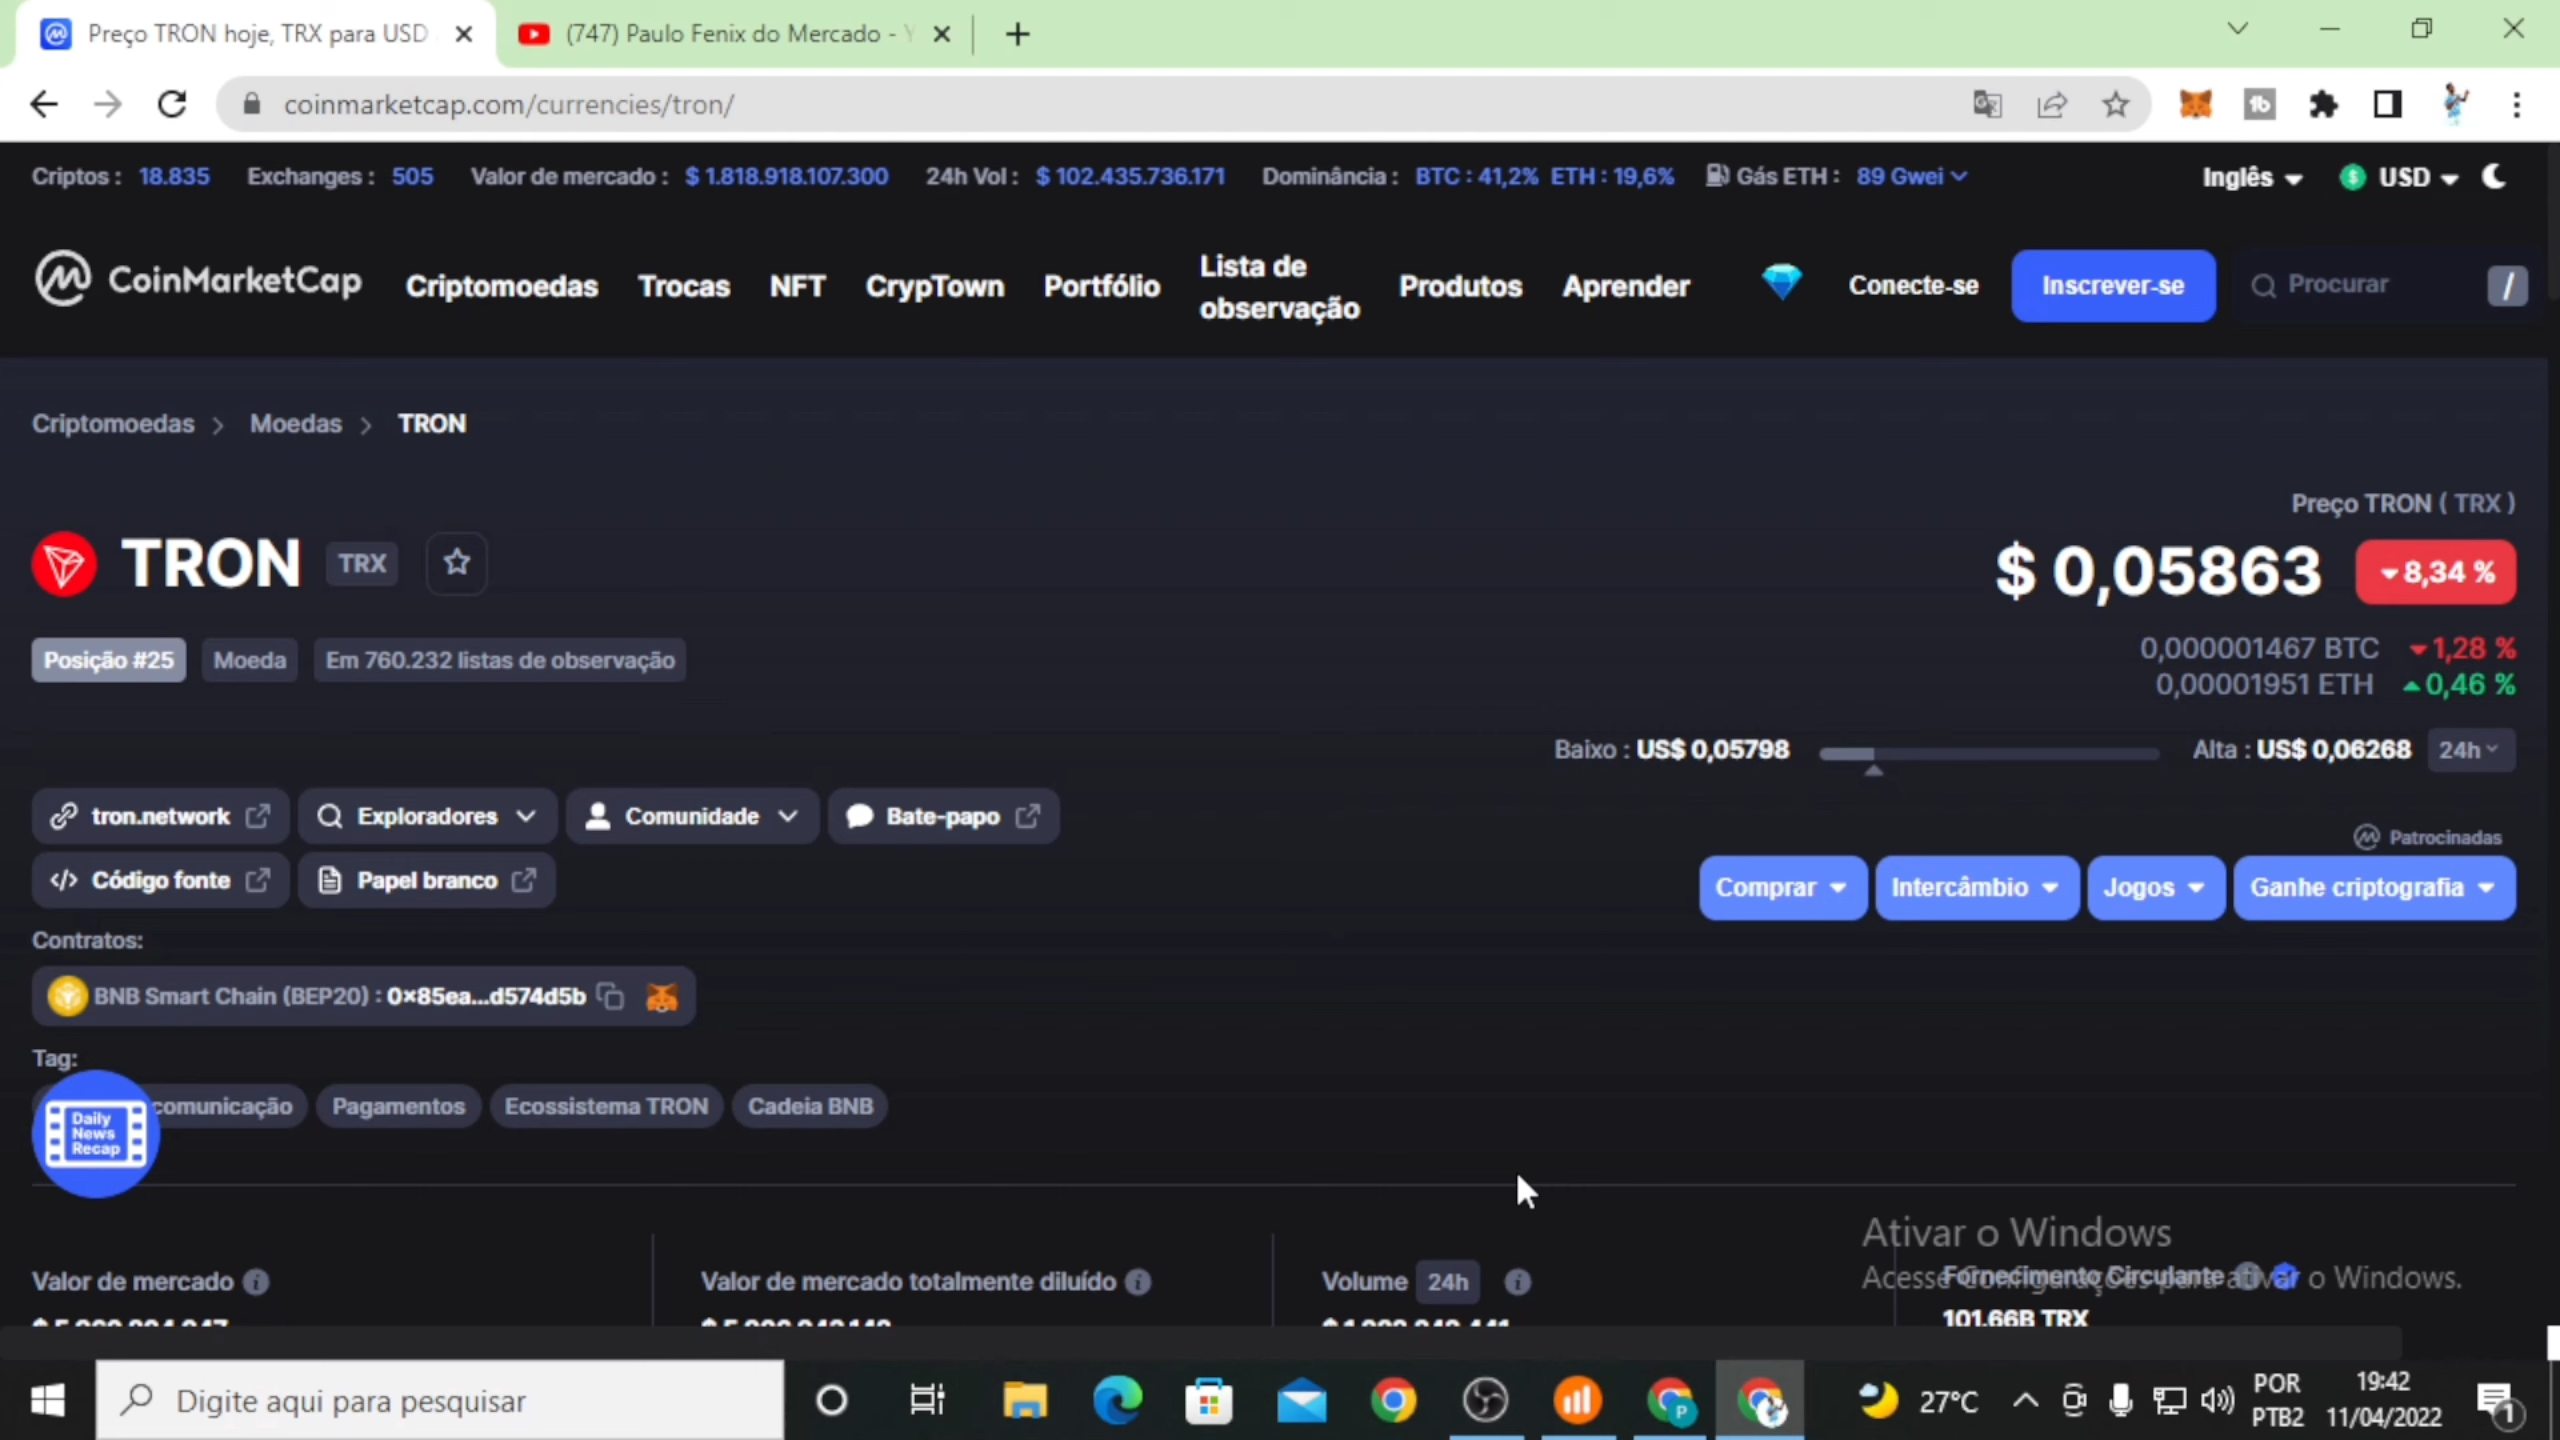 Preço TRON hoje, TRX para USD
(747) Paulo Fenix do Mercado - Y
coinmarketcap.com/currencies/tron/
Criptos : 18.835 Exchanges : 505 Valor de mercado : $ 1.818.918.107.300 24h Vol : $ 102.435.736.171 Dominância : BTC : 41,2% ETH : 19,6% Gás ETH : 89 Gwei
Inglês USD
CoinMarketCap Criptomoedas Trocas NFT CrypTown Portfólio Lista de observação Produtos Aprender Conecte-se Inscrever-se Procurar /
Criptomoedas > Moedas > TRON
Preço TRON ( TRX )
TRON TRX
$ 0,05863 8,34 %
Posição #25 Moeda Em 760.232 listas de observação
0,000001467 BTC 1,28 %
0,00001951 ETH 0,46 %
Baixo : US$ 0,05798 Alta : US$ 0,06268 24h
tron.network Exploradores Comunidade Bate-papo
Patrocinadas
Código fonte Papel branco
Comprar Intercâmbio Jogos Ganhe criptografia
Contratos:
BNB Smart Chain (BEP20) : 0x85ea...d574d5b
Tag:
Daily
News
Recap
comunicação Pagamentos Ecossistema TRON Cadeia BNB
Ativar o Windows
Acesse Configurações para ativar o Windows.
Valor de mercado Valor de mercado totalmente diluído Volume 24h Fornecimento Circulante
101.66B TRX
Digite aqui para pesquisar
27°C
POR
PTB2
19:42
11/04/2022
1